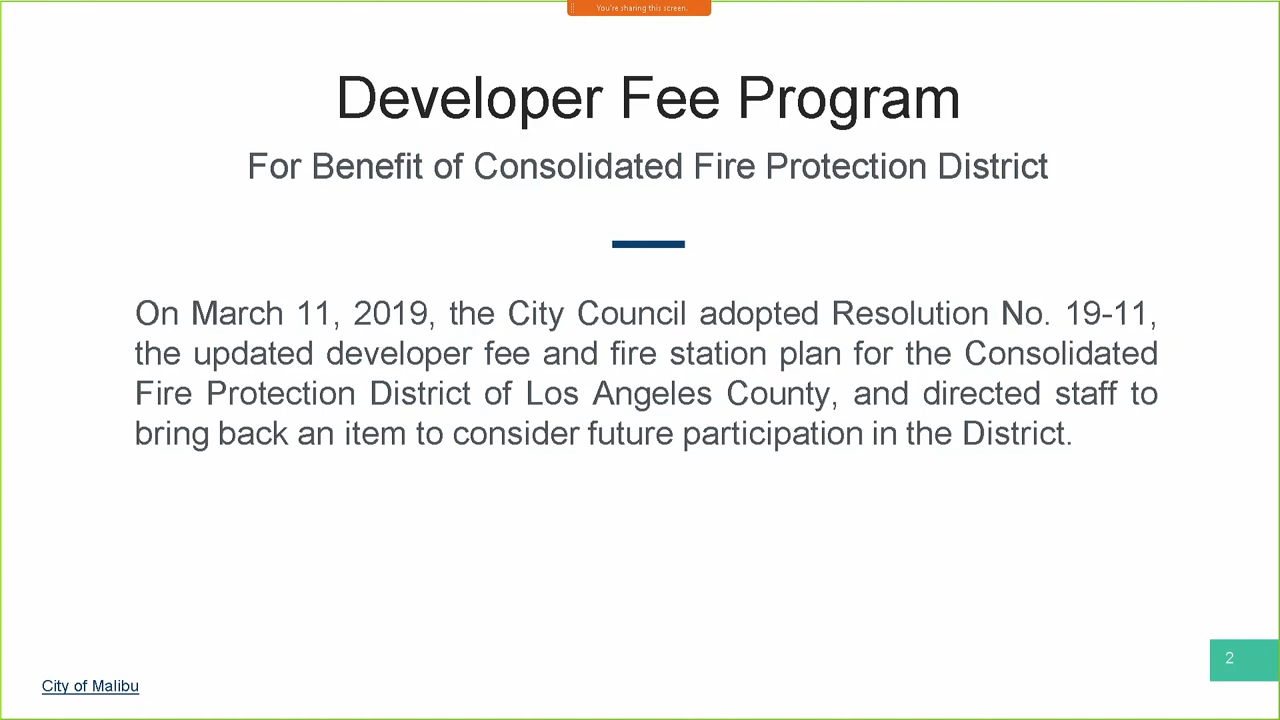 You're sharing this screen.
Developer Fee Program
For Benefit of Consolidated Fire Protection District
On March 11, 2019, the City Council adopted Resolution No. 19-11,
the updated developer fee and fire station plan for the Consolidated
Fire Protection District of Los Angeles County, and directed staff to
bring back an item to consider future participation in the District.
2
City of Malibu